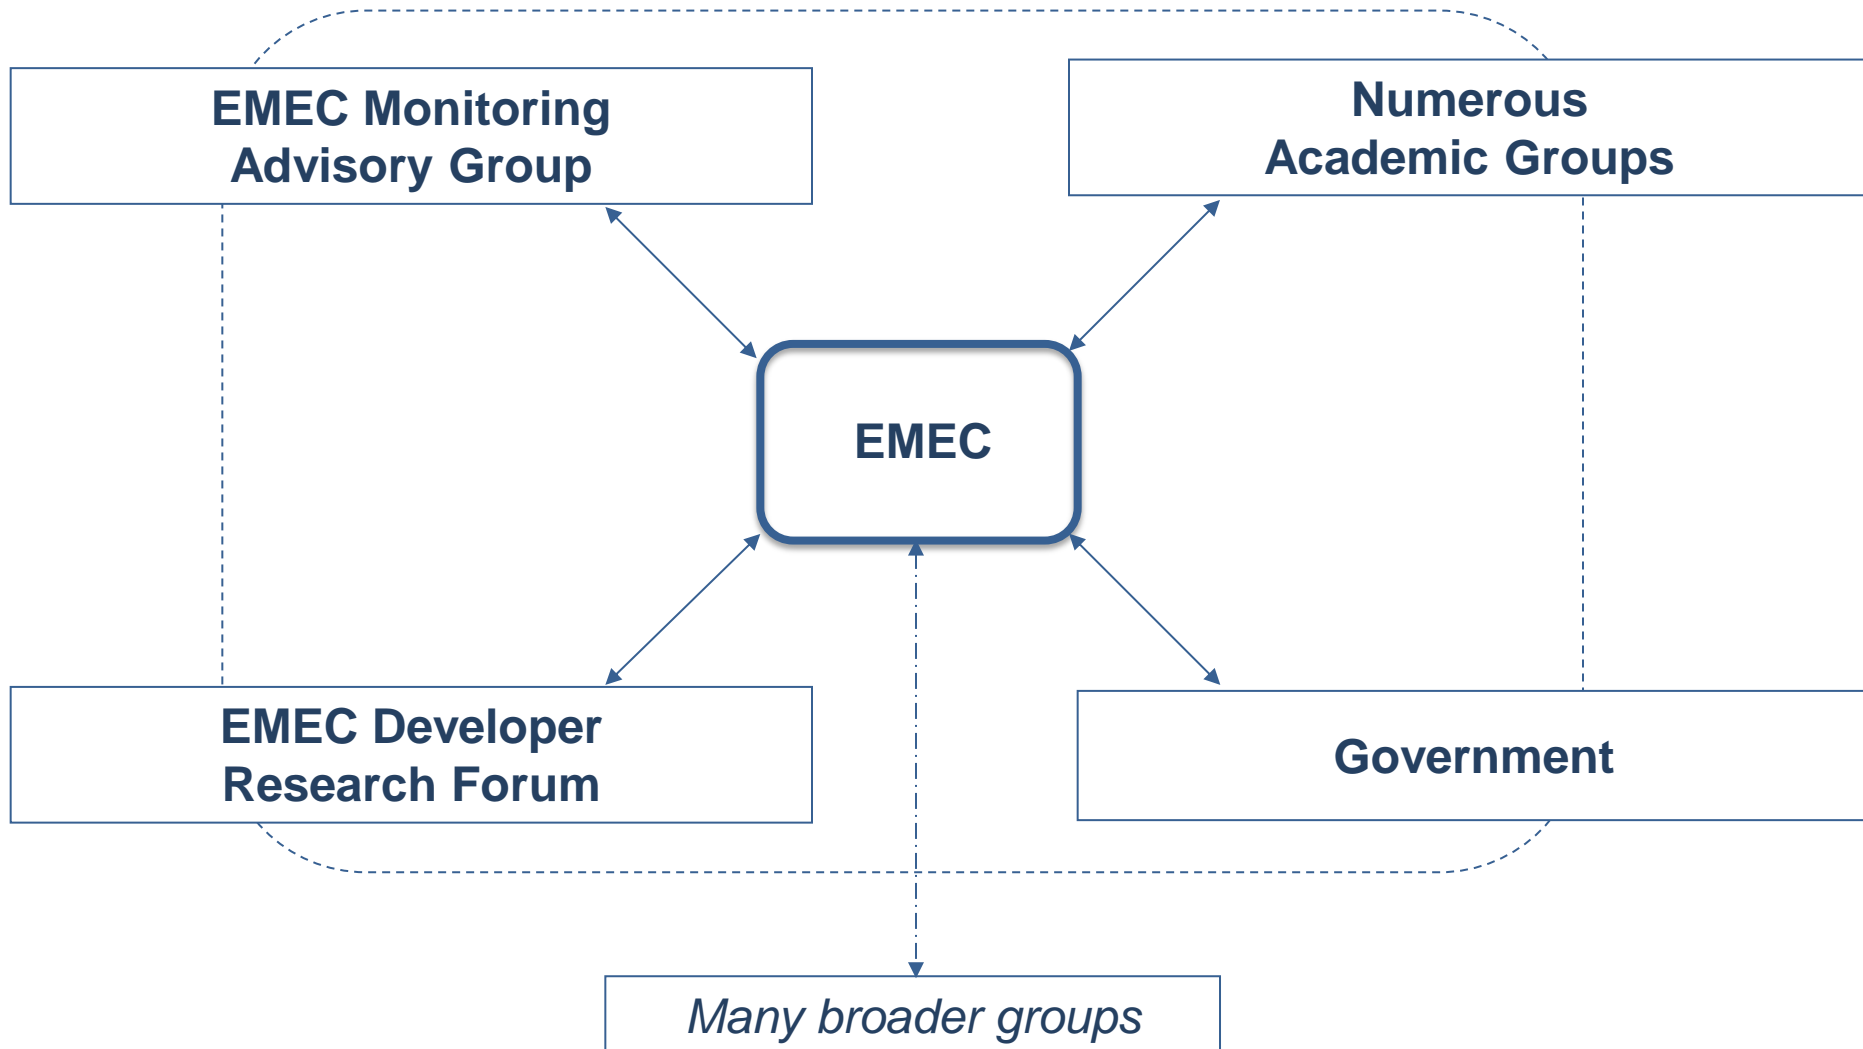 EMEC Monitoring
Advisory Group
Numerous
Academic Groups
EMEC
EMEC Developer
Research Forum
Government
Many broader groups